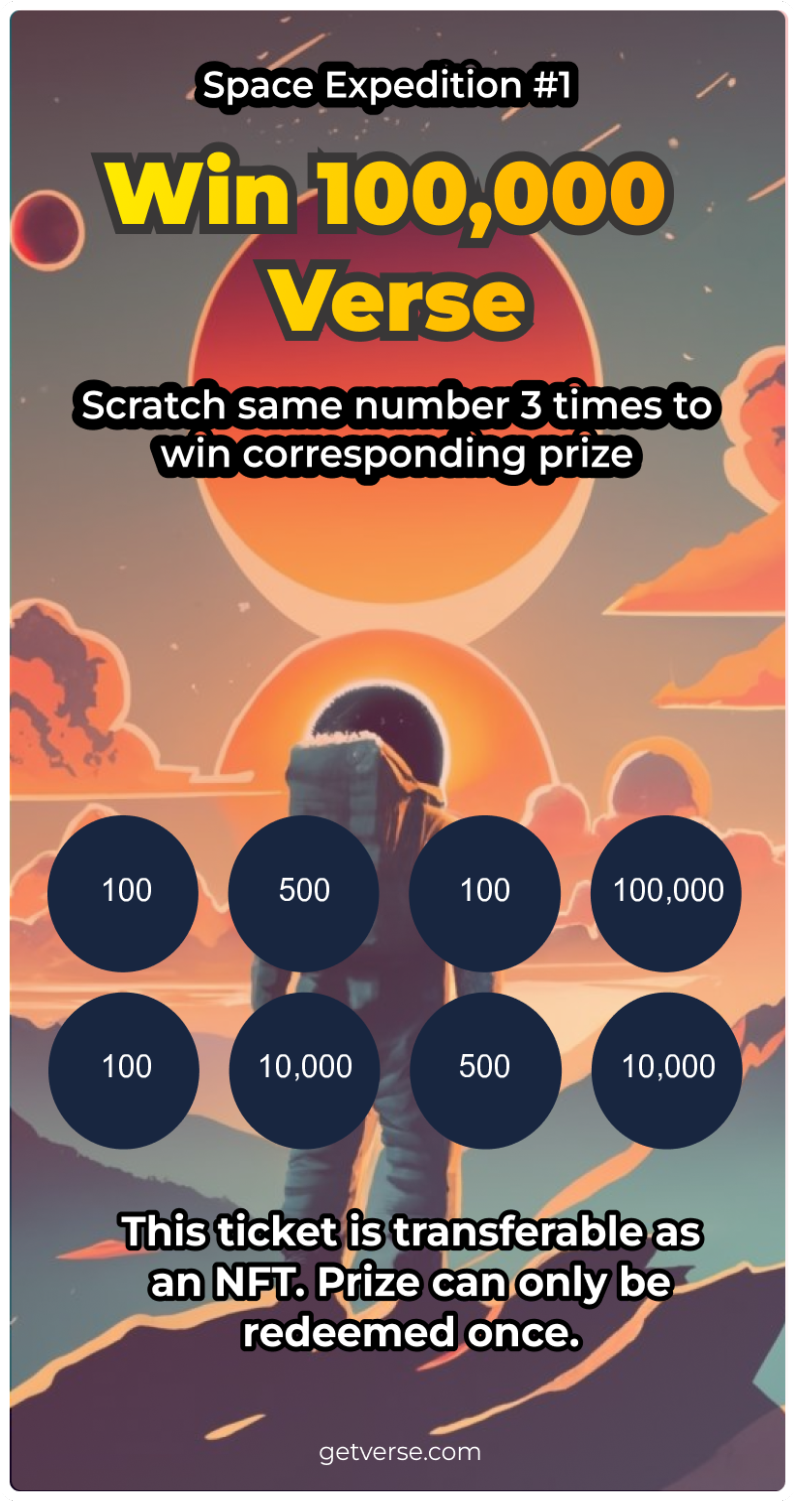 Space Expedition #1
Win 100,000
Verse
Scratch same number 3 times to
win corresponding prize
100 500 100 100,000
100 10,000 500 10,000
This ticket is transferable as
an NFT. Prize can only be
redeemed once.
getverse.com